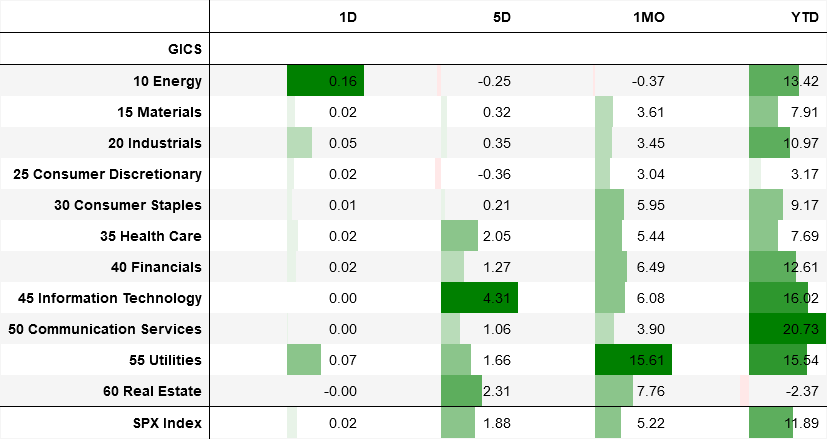 1D 5D 1MO YTD
GICS
10 Energy 0.16 -0.25 -0.37 13.42
15 Materials 0.02 0.32 3.61 7.91
20 Industrials 0.05 0.35 3.45 10.97
25 Consumer Discretionary 0.02 -0.36 3.04 3.17
30 Consumer Staples 0.01 0.21 5.95 9.17
35 Health Care 0.02 2.05 5.44 7.69
40 Financials 0.02 1.27 6.49 12.61
45 Information Technology 0.00 4.31 6.08 16.02
50 Communication Services 0.00 1.06 3.90 20.73
55 Utilities 0.07 1.66 15.61 15.54
60 Real Estate -0.00 2.31 7.76 -2.37
SPX Index 0.02 1.88 5.22 11.89